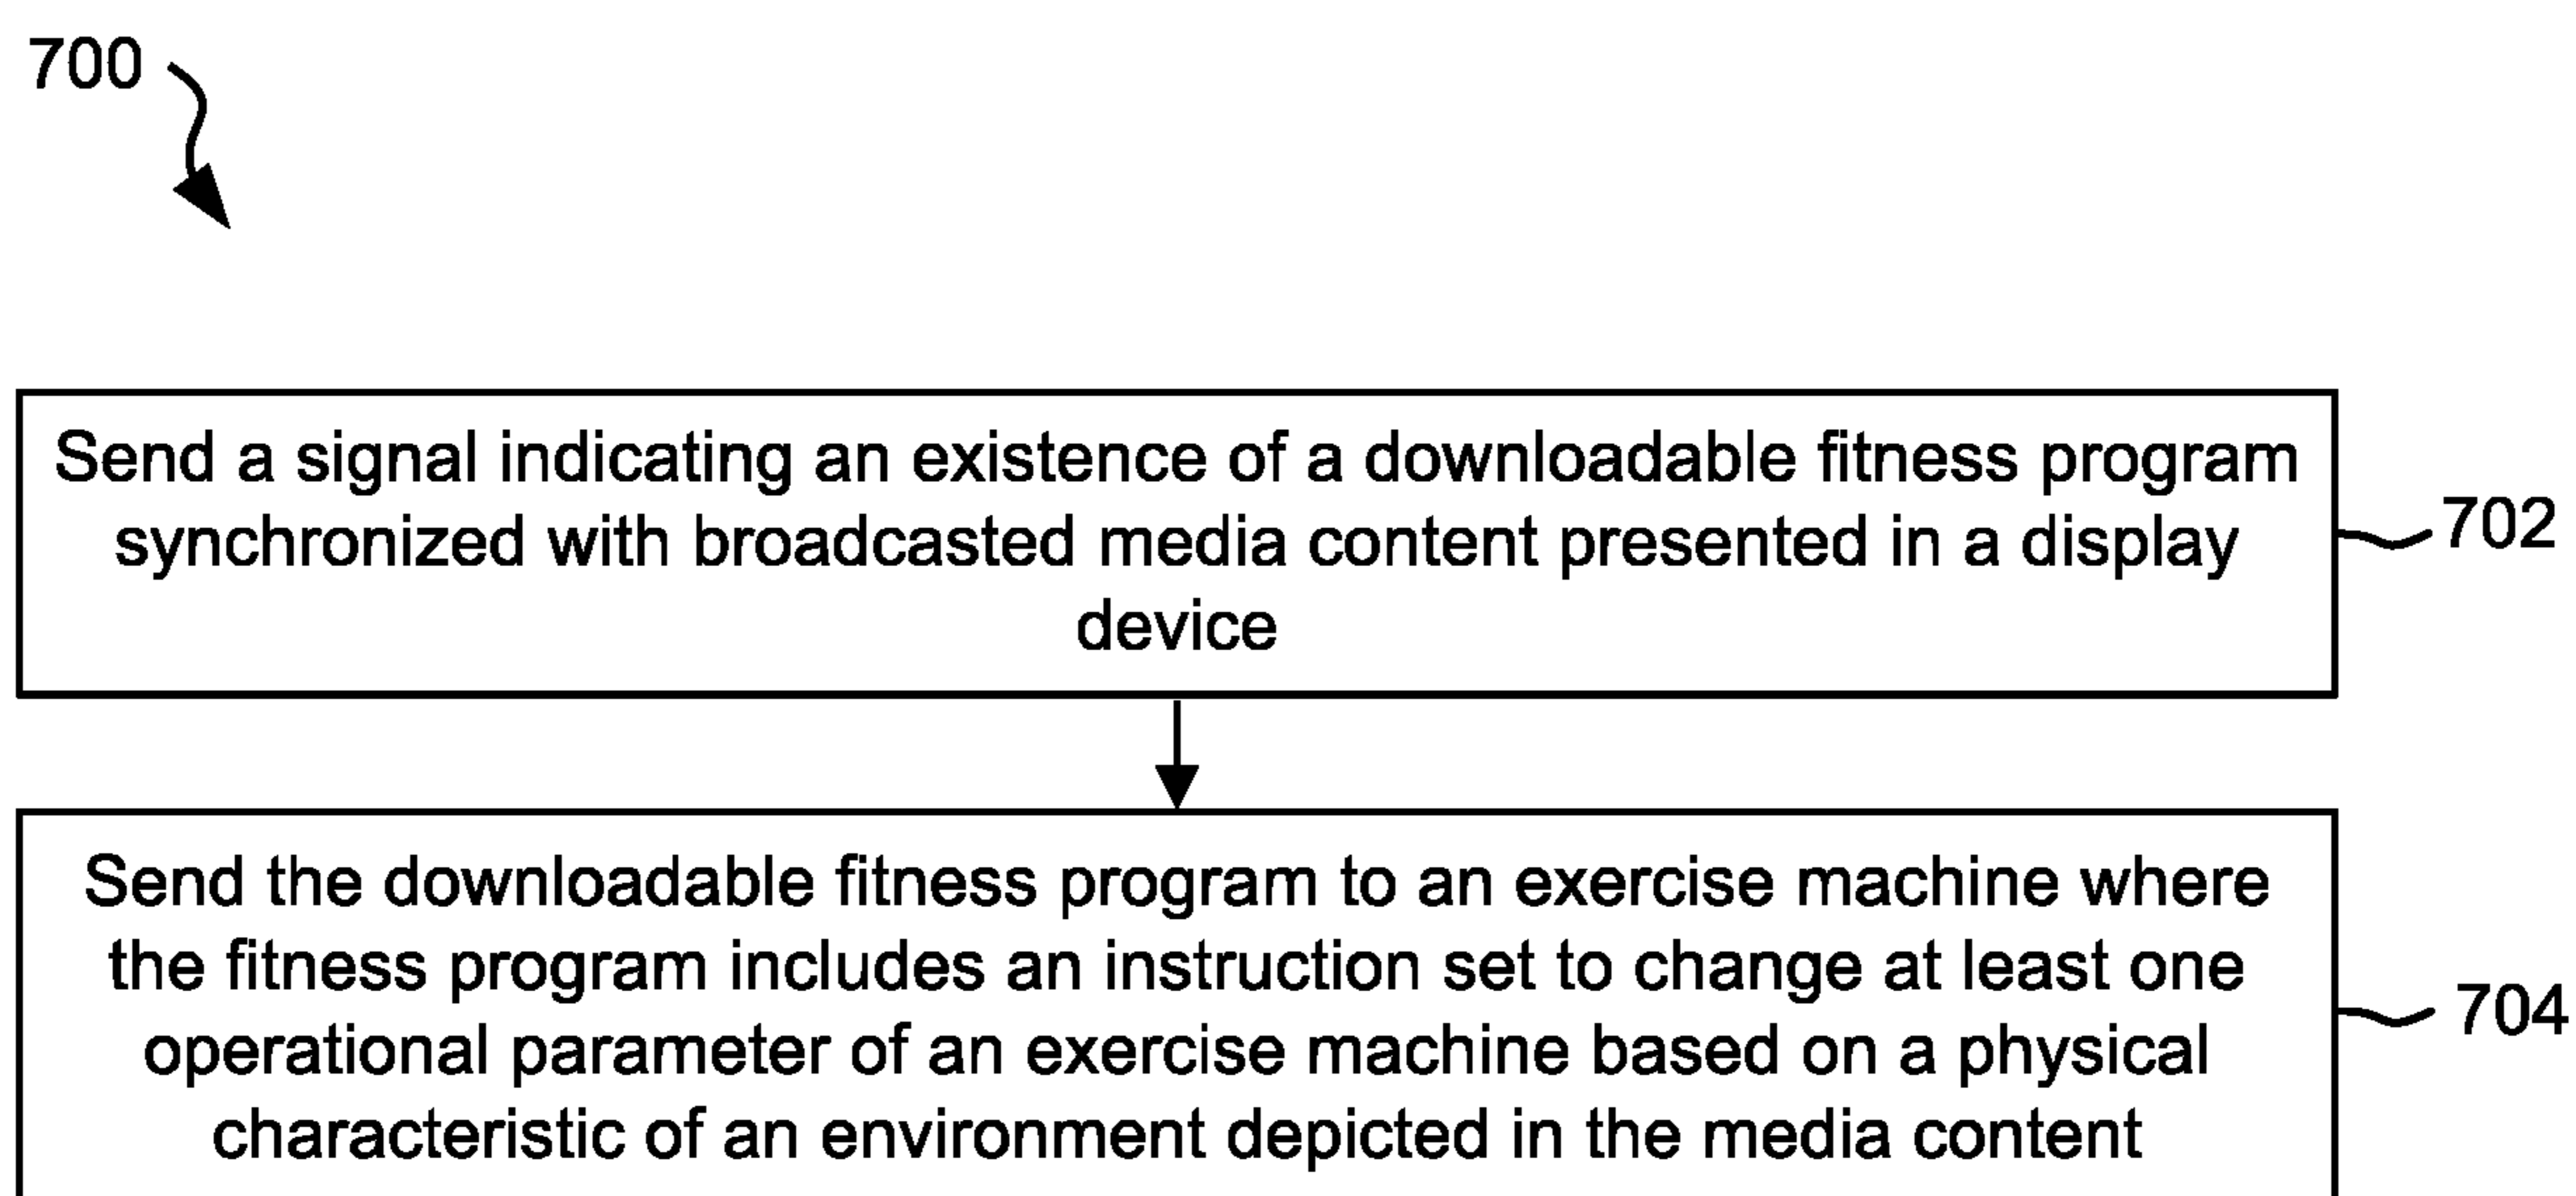 700
Send a signal indicating an existence of a downloadable fitness program
synchronized with broadcasted media content presented in a display
device
702
Send the downloadable fitness program to an exercise machine where
the fitness program includes an instruction set to change at least one
operational parameter of an exercise machine based on a physical
characteristic of an environment depicted in the media content
704